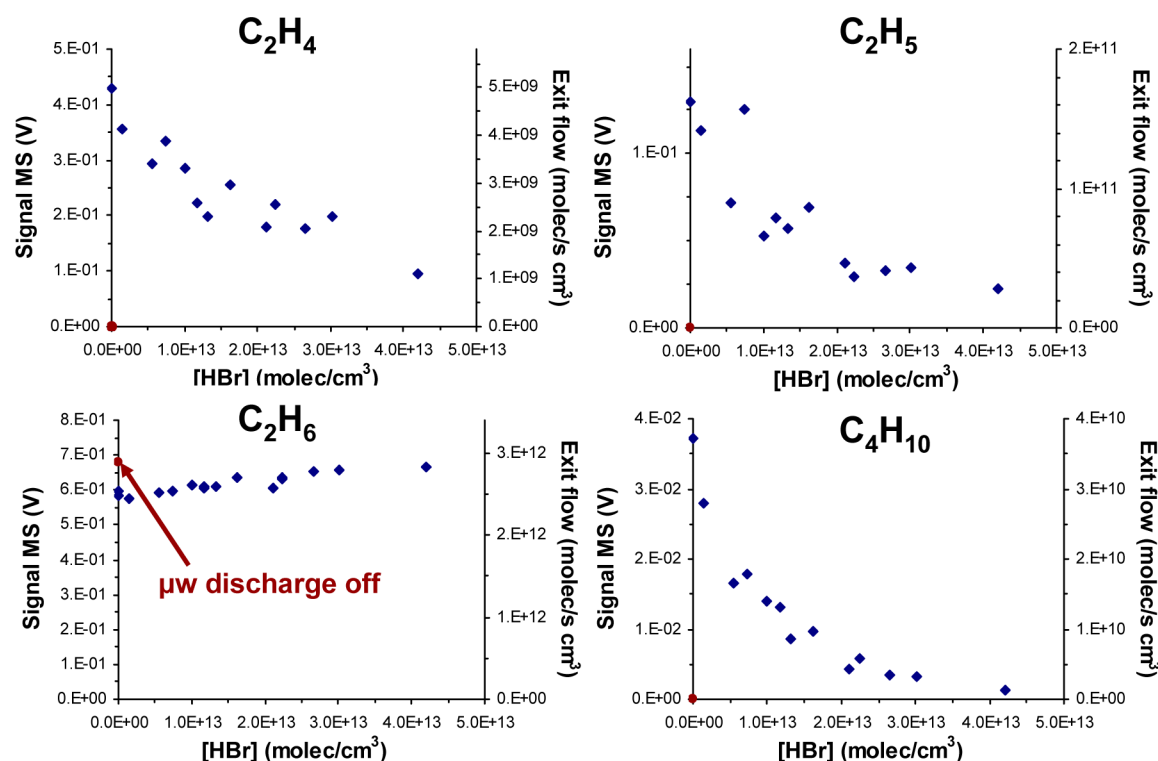 C₂H₄
5.E-01
4.E-01
3.E-01
2.E-01
1.E-01
0.E+00
Signal MS (V)
5.E+09
4.E+09
3.E+09
2.E+09
1.E+09
0.E+00
Exit flow (molec/s cm³)
0.0E+00 1.0E+13 2.0E+13 3.0E+13 4.0E+13 5.0E+13
[HBr] (molec/cm³)
C₂H₅
1.E-01
0.E+00
Signal MS (V)
2.E+11
1.E+11
0.E+00
Exit flow (molec/s cm³)
0.0E+00 1.0E+13 2.0E+13 3.0E+13 4.0E+13 5.0E+13
[HBr] (molec/cm³)
C₂H₆
8.E-01
7.E-01
6.E-01
5.E-01
4.E-01
3.E-01
2.E-01
1.E-01
0.E+00
Signal MS (V)
3.E+12
2.E+12
1.E+12
0.E+00
Exit flow (molec/s cm³)
µw discharge off
0.0E+00 1.0E+13 2.0E+13 3.0E+13 4.0E+13 5.0E+13
[HBr] (molec/cm³)
C₄H₁₀
4.E-02
3.E-02
2.E-02
1.E-02
0.E+00
Signal MS (V)
4.E+10
3.E+10
2.E+10
1.E+10
0.E+00
Exit flow (molec/s cm³)
0.0E+00 1.0E+13 2.0E+13 3.0E+13 4.0E+13 5.0E+13
[HBr] (molec/cm³)